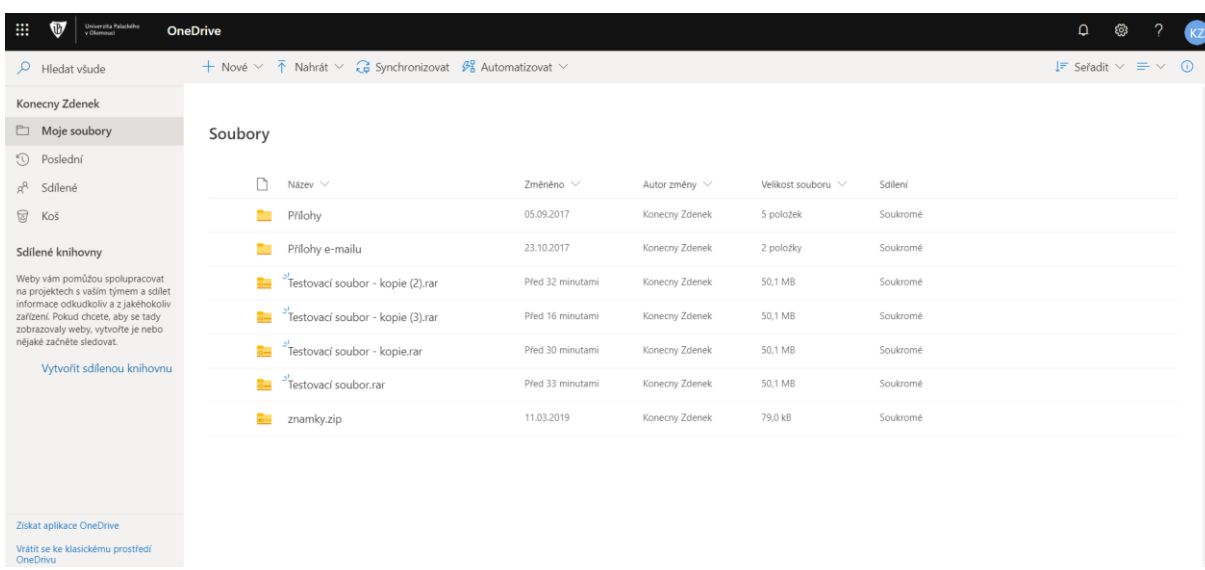 Univerzita Palackého
v Olomouci
OneDrive
?
KZ
Hledat všude
Nové
Nahrát
Synchronizovat
Automatizovat
Seřadit
Konecny Zdenek
Moje soubory
Poslední
Sdílené
Koš
Sdílené knihovny
Weby vám pomůžou spolupracovat
na projektech s vaším týmem a sdílet
informace odkudkoliv a z jakéhokoliv
zařízení. Pokud chcete, aby se tady
zobrazovaly weby, vytvořte je nebo
nějaké začněte sledovat.
Vytvořit sdílenou knihovnu
Získat aplikace OneDrive
Vrátit se ke klasickému prostředí
OneDrivu
Soubory
Název Změněno Autor změny Velikost souboru Sdílení
Přílohy 05.09.2017 Konecny Zdenek 5 položek Soukromé
Přílohy e-mailu 23.10.2017 Konecny Zdenek 2 položky Soukromé
Testovací soubor - kopie (2).rar Před 32 minutami Konecny Zdenek 50,1 MB Soukromé
Testovací soubor - kopie (3).rar Před 16 minutami Konecny Zdenek 50,1 MB Soukromé
Testovací soubor - kopie.rar Před 30 minutami Konecny Zdenek 50,1 MB Soukromé
Testovací soubor.rar Před 33 minutami Konecny Zdenek 50,1 MB Soukromé
znamky.zip 11.03.2019 Konecny Zdenek 79,0 kB Soukromé